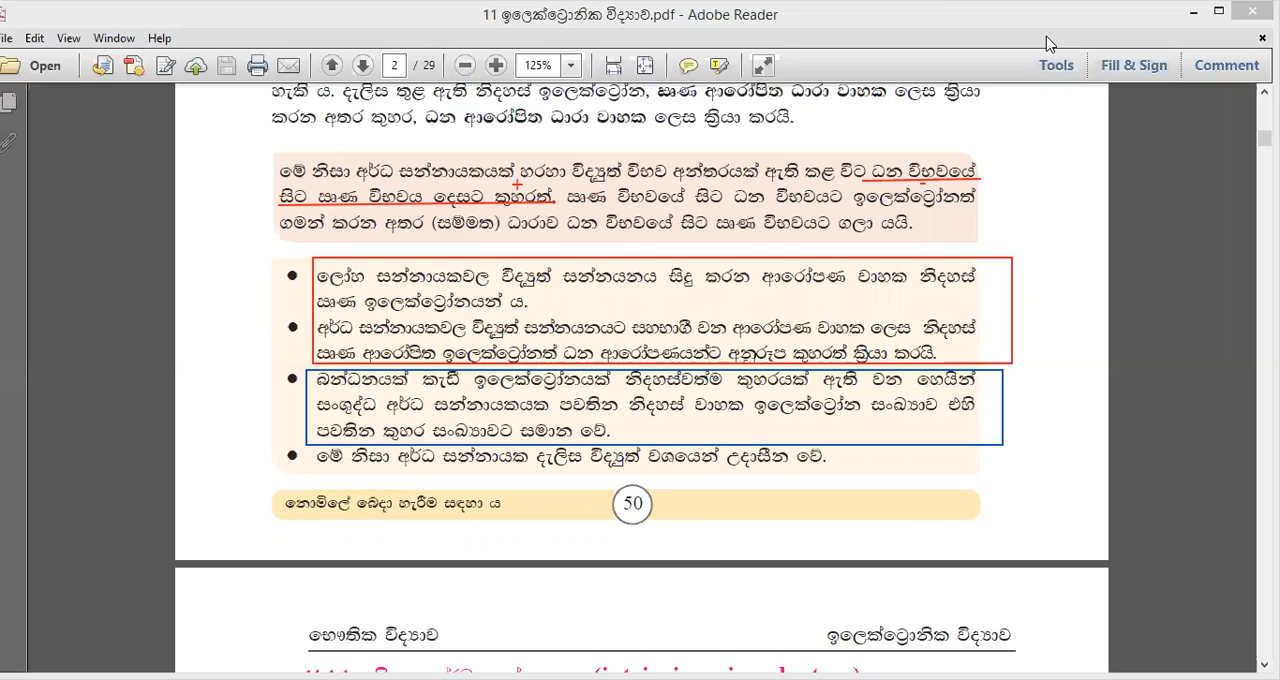 11 ඉලෙක්ට්‍රොනික විද්‍යාව.pdf - Adobe Reader
File Edit View Window Help
Open 2 / 29 125% Tools Fill & Sign Comment
හැකි ය. දැලිස තුළ ඇති නිදහස් ඉලෙක්ට්‍රෝන, ඍණ ආරෝපිත ධාරා වාහක ලෙස ක්‍රියා
කරන අතර කුහර, ධන ආරෝපිත ධාරා වාහක ලෙස ක්‍රියා කරයි.
මේ නිසා අර්ධ සන්නායකයක් හරහා විද්‍යුත් විභව අන්තරයක් ඇති කළ විට ධන විභවයේ
සිට ඍණ විභවය දෙසට කුහරත්, ඍණ විභවයේ සිට ධන විභවයට ඉලෙක්ට්‍රෝනත්
ගමන් කරන අතර (සම්මත) ධාරාව ධන විභවයේ සිට ඍණ විභවයට ගලා යයි.
● ලෝහ සන්නායකවල විද්‍යුත් සන්නයනය සිදු කරන ආරෝපණ වාහක නිදහස්
ඍණ ඉලෙක්ට්‍රෝනයන් ය.
● අර්ධ සන්නායකවල විද්‍යුත් සන්නයනයට සහභාගී වන ආරෝපණ වාහක ලෙස නිදහස්
ඍණ ආරෝපිත ඉලෙක්ට්‍රෝනත් ධන ආරෝපණයන්ට අනුරූප කුහරත් ක්‍රියා කරයි.
● බන්ධනයක් කැඩී ඉලෙක්ට්‍රෝනයක් නිදහස්වත්ම කුහරයක් ඇති වන හෙයින්
සංශුද්ධ අර්ධ සන්නායකයක පවතින නිදහස් වාහක ඉලෙක්ට්‍රෝන සංඛ්‍යාව එහි
පවතින කුහර සංඛ්‍යාවට සමාන වේ.
● මේ නිසා අර්ධ සන්නායක දැලිස විද්‍යුත් වශයෙන් උදාසීන වේ.
නොමිලේ බෙදා හැරීම සඳහා ය 50
භෞතික විද්‍යාව ඉලෙක්ට්‍රොනික විද්‍යාව